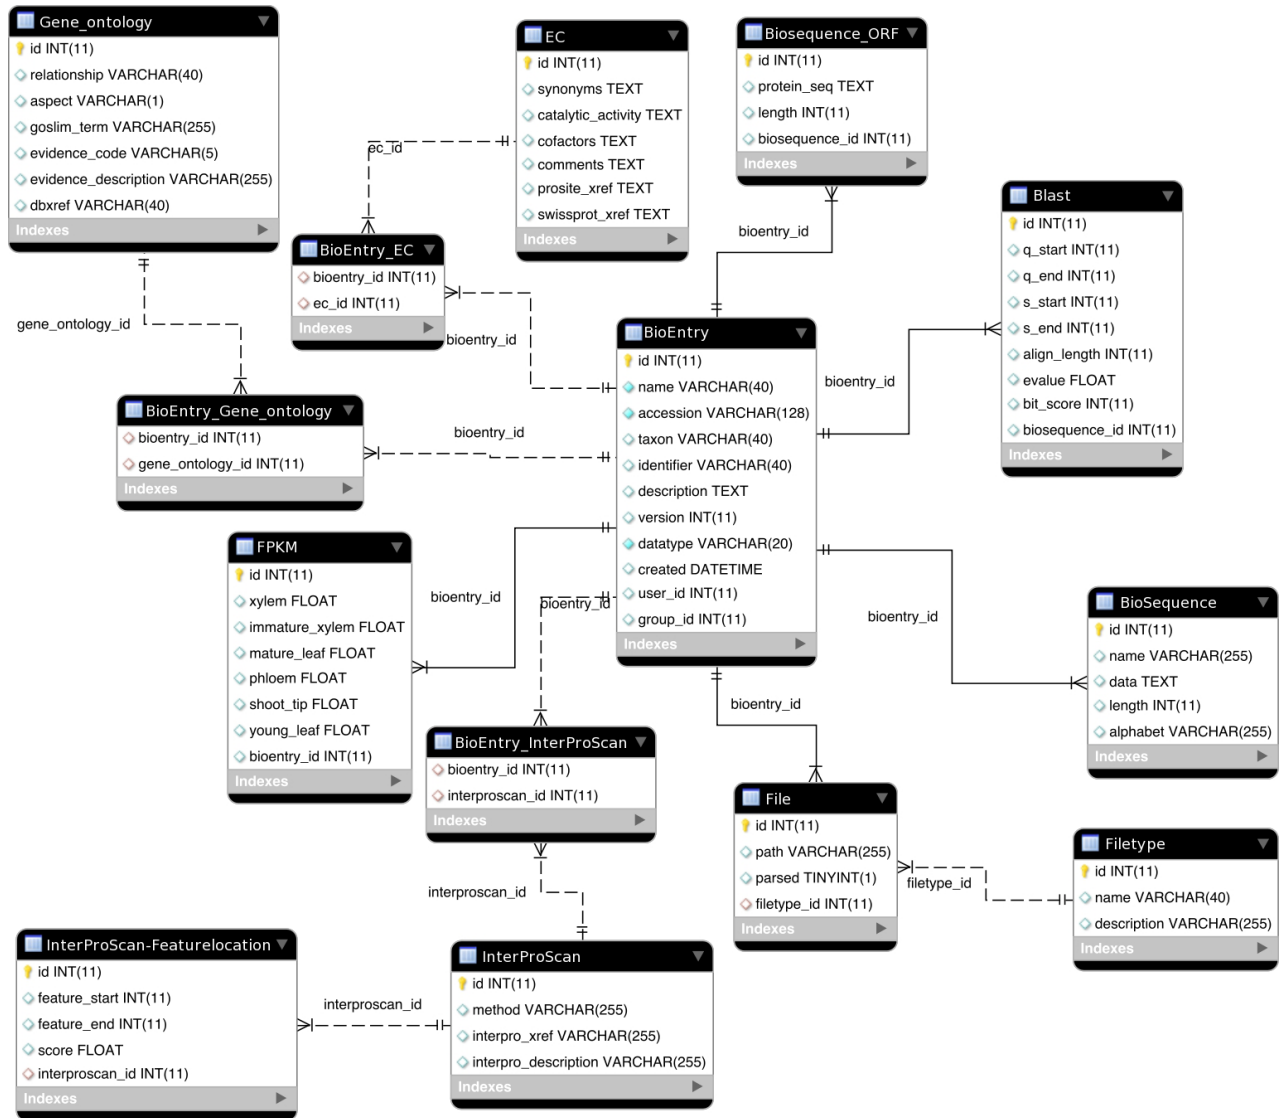 Gene_ontology
id INT(11)
relationship VARCHAR(40)
aspect VARCHAR(1)
goslim_term VARCHAR(255)
evidence_code VARCHAR(5)
evidence_description VARCHAR(255)
dbxref VARCHAR(40)
Indexes
EC
id INT(11)
synonyms TEXT
catalytic_activity TEXT
cofactors TEXT
comments TEXT
prosite_xref TEXT
swissprot_xref TEXT
Indexes
Biosequence_ORF
id INT(11)
protein_seq TEXT
length INT(11)
biosequence_id INT(11)
Indexes
ec_id
BioEntry_EC
bioentry_id INT(11)
ec_id INT(11)
Indexes
bioentry_id
Blast
id INT(11)
q_start INT(11)
q_end INT(11)
s_start INT(11)
s_end INT(11)
align_length INT(11)
evalue FLOAT
bit_score INT(11)
biosequence_id INT(11)
Indexes
gene_ontology_id
bioentry_id
BioEntry
id INT(11)
name VARCHAR(40)
accession VARCHAR(128)
taxon VARCHAR(40)
identifier VARCHAR(40)
description TEXT
version INT(11)
datatype VARCHAR(20)
created DATETIME
user_id INT(11)
group_id INT(11)
Indexes
bioentry_id
BioEntry_Gene_ontology
bioentry_id INT(11)
gene_ontology_id INT(11)
Indexes
bioentry_id
FPKM
id INT(11)
xylem FLOAT
immature_xylem FLOAT
mature_leaf FLOAT
phloem FLOAT
shoot_tip FLOAT
young_leaf FLOAT
bioentry_id INT(11)
Indexes
bioentry_id
bioentry_id
bioentry_id
BioSequence
id INT(11)
name VARCHAR(255)
data TEXT
length INT(11)
alphabet VARCHAR(255)
Indexes
bioentry_id
BioEntry_InterProScan
bioentry_id INT(11)
interproscan_id INT(11)
Indexes
File
id INT(11)
path VARCHAR(255)
parsed TINYINT(1)
filetype_id INT(11)
Indexes
filetype_id
Filetype
id INT(11)
name VARCHAR(40)
description VARCHAR(255)
Indexes
interproscan_id
InterProScan-Featurelocation
id INT(11)
feature_start INT(11)
feature_end INT(11)
score FLOAT
interproscan_id INT(11)
Indexes
interproscan_id
InterProScan
id INT(11)
method VARCHAR(255)
interpro_xref VARCHAR(255)
interpro_description VARCHAR(255)
Indexes